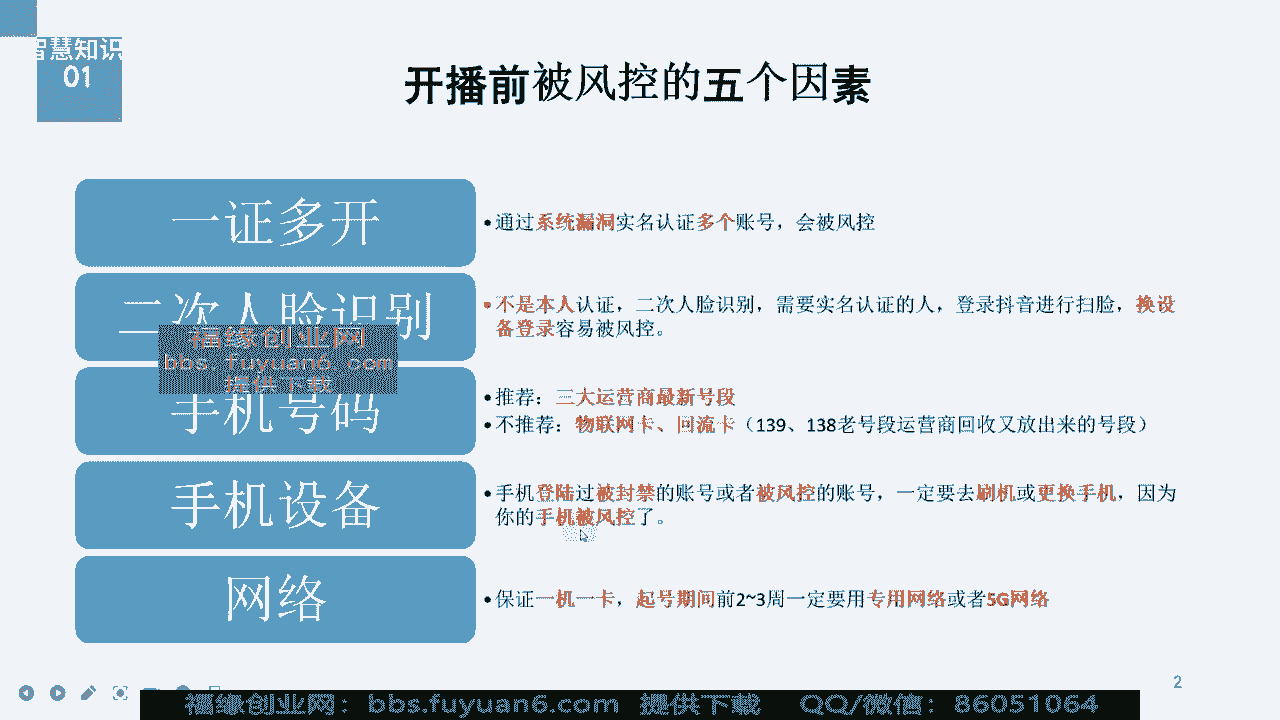 智慧知识
01
开播前被风控的五个因素
一证多开
•通过系统漏洞实名认证多个账号，会被风控
二次人脸识别
•不是本人认证，二次人脸识别，需要实名认证的人，登录抖音进行扫脸，换设
备登录容易被风控。
福缘创业网
bbs.fuyuan6.com
提供下载
手机号码
•推荐：三大运营商最新号段
•不推荐：物联网卡、回流卡（139、138老号段运营商回收又放出来的号段）
手机设备
•手机登陆过被封禁的账号或者被风控的账号，一定要去刷机或更换手机，因为
你的手机被风控了。
网络
•保证一机一卡，起号期间前2~3周一定要用专用网络或者5G网络
2
福缘创业网：bbs.fuyuan6.com 提供下载 QQ/微信：86051064